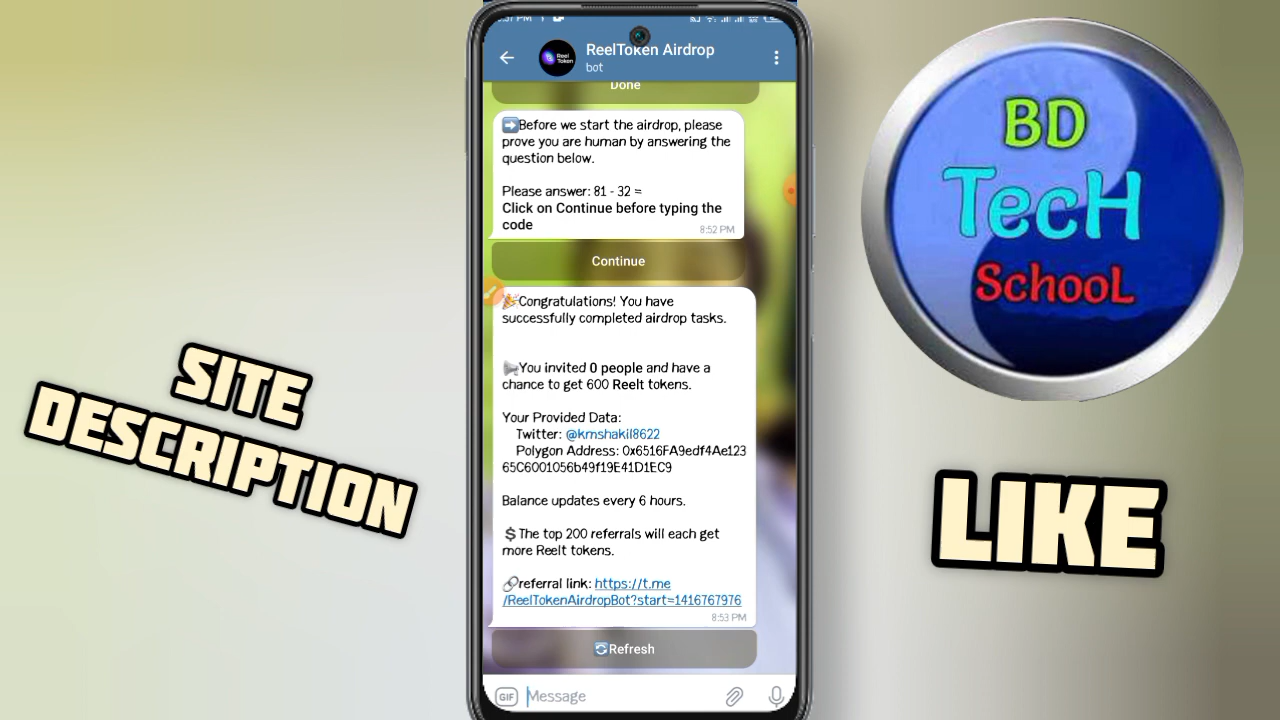 ReelToken Airdrop
bot
Reel
Token
Done
Before we start the airdrop, please
prove you are human by answering the
question below.
Please answer: 81 - 32 =
Click on Continue before typing the
code
8:52 PM
Continue
Congratulations! You have
successfully completed airdrop tasks.
You invited 0 people and have a
chance to get 600 Reelt tokens.
Your Provided Data:
Twitter: @kmshakil8622
Polygon Address: 0x6516FA9edf4Ae123
65C6001056b49f19E41D1EC9
Balance updates every 6 hours.
The top 200 referrals will each get
more Reelt tokens.
referral link: https://t.me
/ReelTokenAirdropBot?start=1416767976
8:53 PM
Refresh
GIF
Message
SITE
DESCRIPTION
BD
TecH
SchooL
LIKE